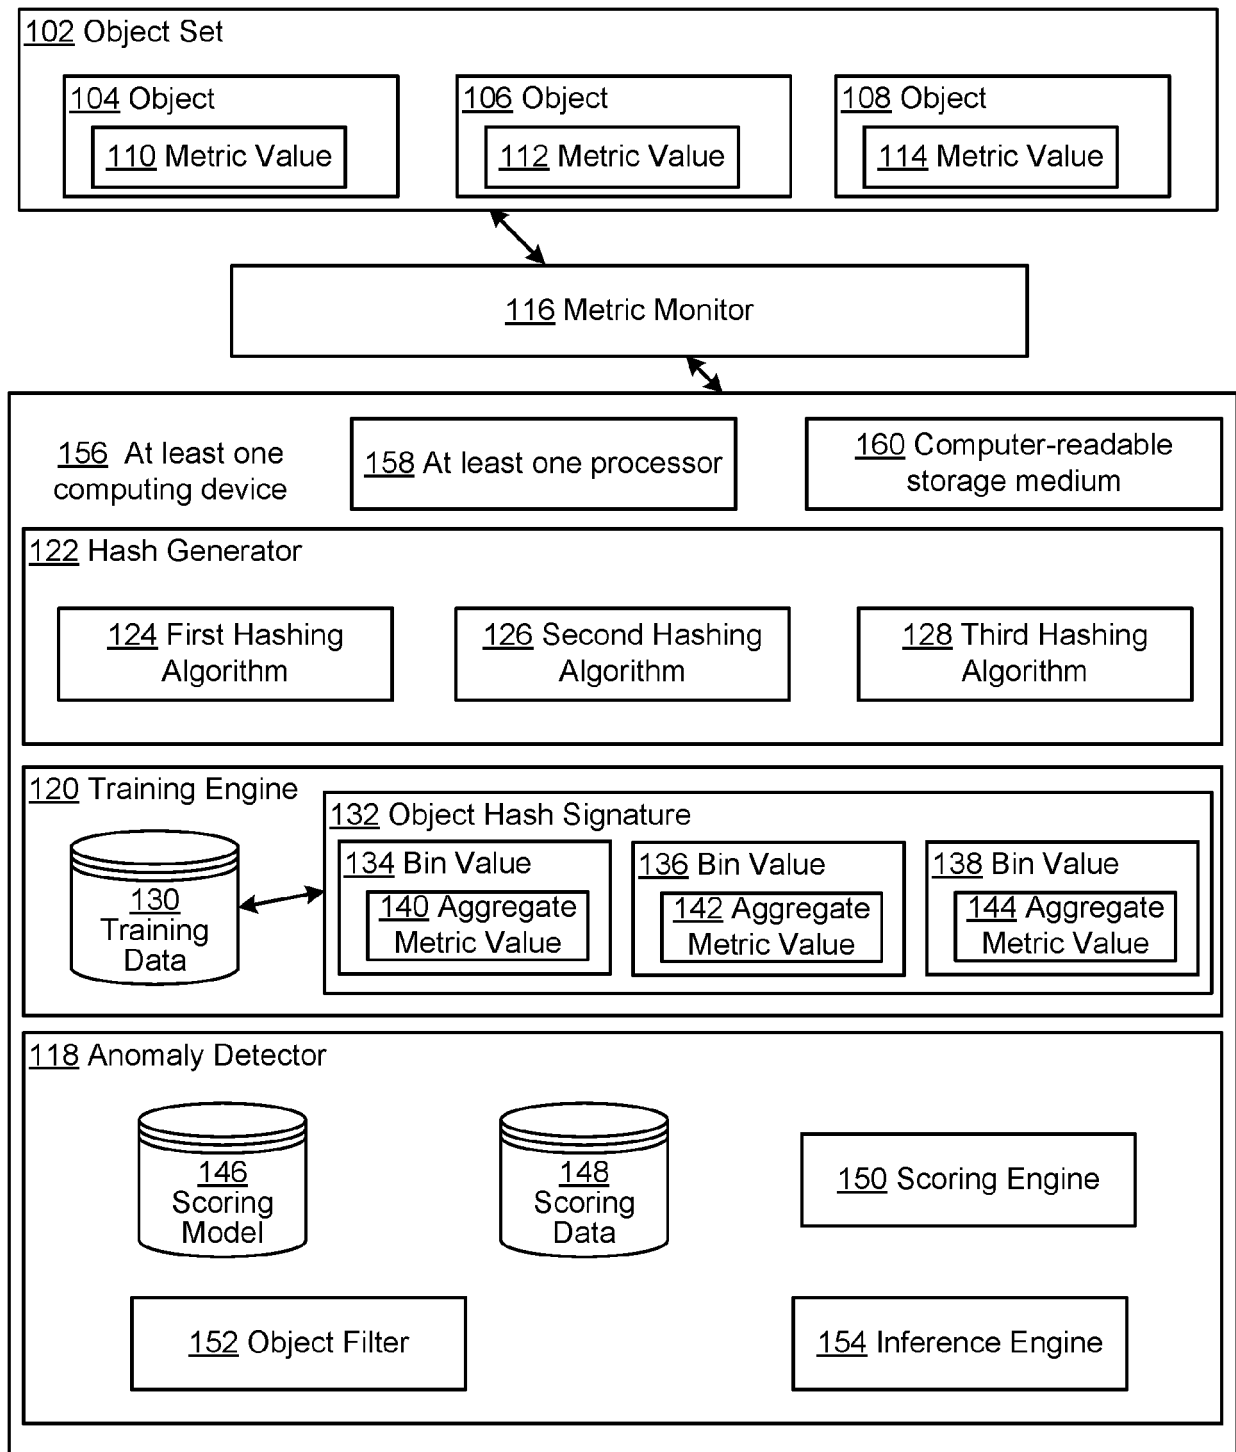 102 Object Set
104 Object
106 Object
108 Object
110 Metric Value
112 Metric Value
114 Metric Value
116 Metric Monitor
156 At least one
computing device
158 At least one processor
160 Computer-readable
storage medium
122 Hash Generator
124 First Hashing
Algorithm
126 Second Hashing
Algorithm
128 Third Hashing
Algorithm
120 Training Engine
130
Training
Data
132 Object Hash Signature
134 Bin Value
140 Aggregate
Metric Value
136 Bin Value
142 Aggregate
Metric Value
138 Bin Value
144 Aggregate
Metric Value
118 Anomaly Detector
146
Scoring
Model
148
Scoring
Data
150 Scoring Engine
152 Object Filter
154 Inference Engine